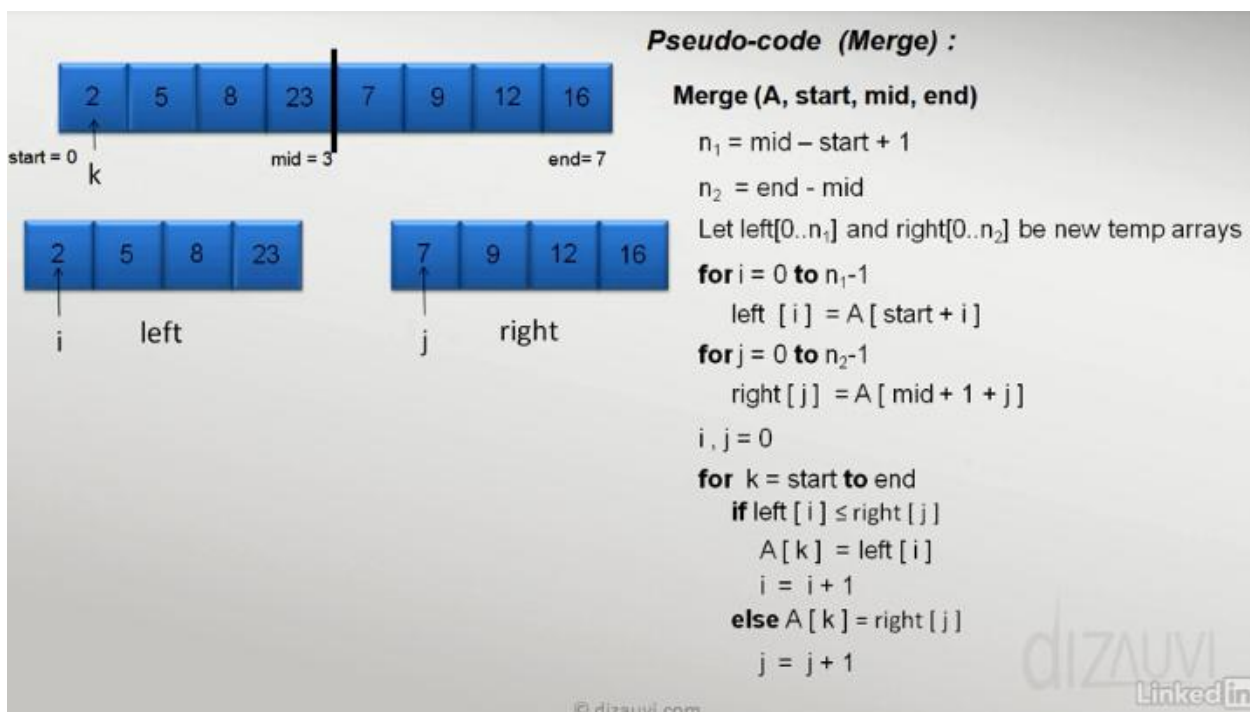 Pseudo-code (Merge) :
2 5 8 23 7 9 12 16
start = 0 mid = 3 end= 7
k
2 5 8 23
7 9 12 16
i left
j right
Merge (A, start, mid, end)
n₁ = mid – start + 1
n₂ = end - mid
Let left[0..n₁] and right[0..n₂] be new temp arrays
for i = 0 to n₁-1
left [ i ] = A [ start + i ]
for j = 0 to n₂-1
right [ j ] = A [ mid + 1 + j ]
i , j = 0
for k = start to end
if left [ i ] ≤ right [ j ]
A [ k ] = left [ i ]
i = i + 1
else A [ k ] = right [ j ]
j = j + 1
dizauvi
Linked in
© dizauvi.com